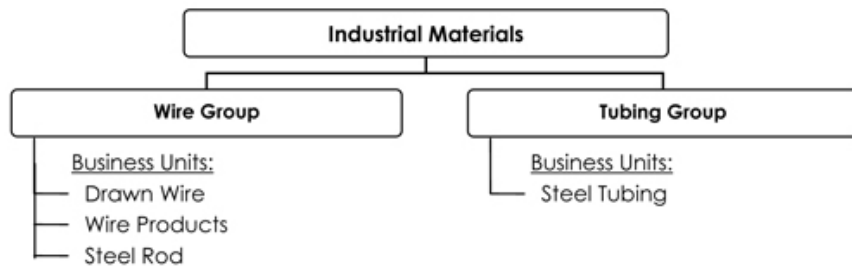 Industrial Materials
Wire Group
Business Units:
Drawn Wire
Wire Products
Steel Rod
Tubing Group
Business Units:
Steel Tubing